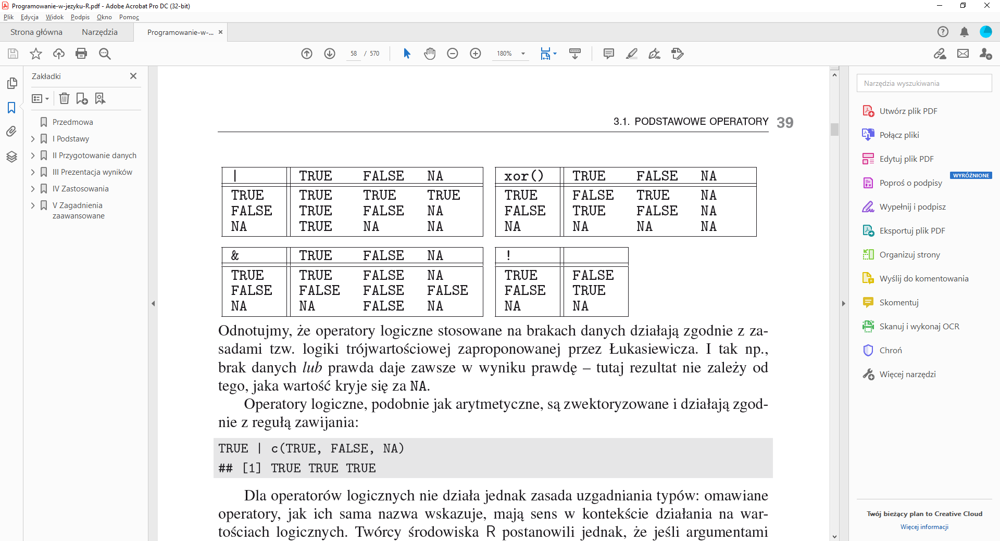 Programowanie-w-jezyku-R.pdf - Adobe Acrobat Pro DC (32-bit)
Plik Edycja Widok Podpis Okno Pomoc
Strona główna Narzędzia Programowanie-w-... ×
58 / 570 180%
Zakładki
Przedmowa
I Podstawy
II Przygotowanie danych
III Prezentacja wyników
IV Zastosowania
V Zagadnienia
zaawansowane
3.1. PODSTAWOWE OPERATORY 39
| TRUE FALSE NA
TRUE TRUE TRUE TRUE
FALSE TRUE FALSE NA
NA TRUE NA NA
xor() TRUE FALSE NA
TRUE FALSE TRUE NA
FALSE TRUE FALSE NA
NA NA NA NA
& TRUE FALSE NA
TRUE TRUE FALSE NA
FALSE FALSE FALSE FALSE
NA NA FALSE NA
!
TRUE FALSE
FALSE TRUE
NA NA
Odnotujmy, że operatory logiczne stosowane na brakach danych działają zgodnie z za-
sadami tzw. logiki trójwartościowej zaproponowanej przez Łukasiewicza. I tak np.,
brak danych lub prawda daje zawsze w wyniku prawdę – tutaj rezultat nie zależy od
tego, jaka wartość kryje się za NA.
Operatory logiczne, podobnie jak arytmetyczne, są zwektoryzowane i działają zgod-
nie z regułą zawijania:
TRUE | c(TRUE, FALSE, NA)
## [1] TRUE TRUE TRUE
Dla operatorów logicznych nie działa jednak zasada uzgadniania typów: omawiane
operatory, jak ich sama nazwa wskazuje, mają sens w kontekście działania na war-
tościach logicznych. Twórcy środowiska R postanowili jednak, że jeśli argumentami
Narzędzia wyszukiwania
Utwórz plik PDF
Połącz pliki
Edytuj plik PDF
WYRÓŻNIONE
Poproś o podpisy
Wypełnij i podpisz
Eksportuj plik PDF
Organizuj strony
Wyślij do komentowania
Skomentuj
Skanuj i wykonaj OCR
Chroń
Więcej narzędzi
Twój bieżący plan to Creative Cloud
Więcej informacji